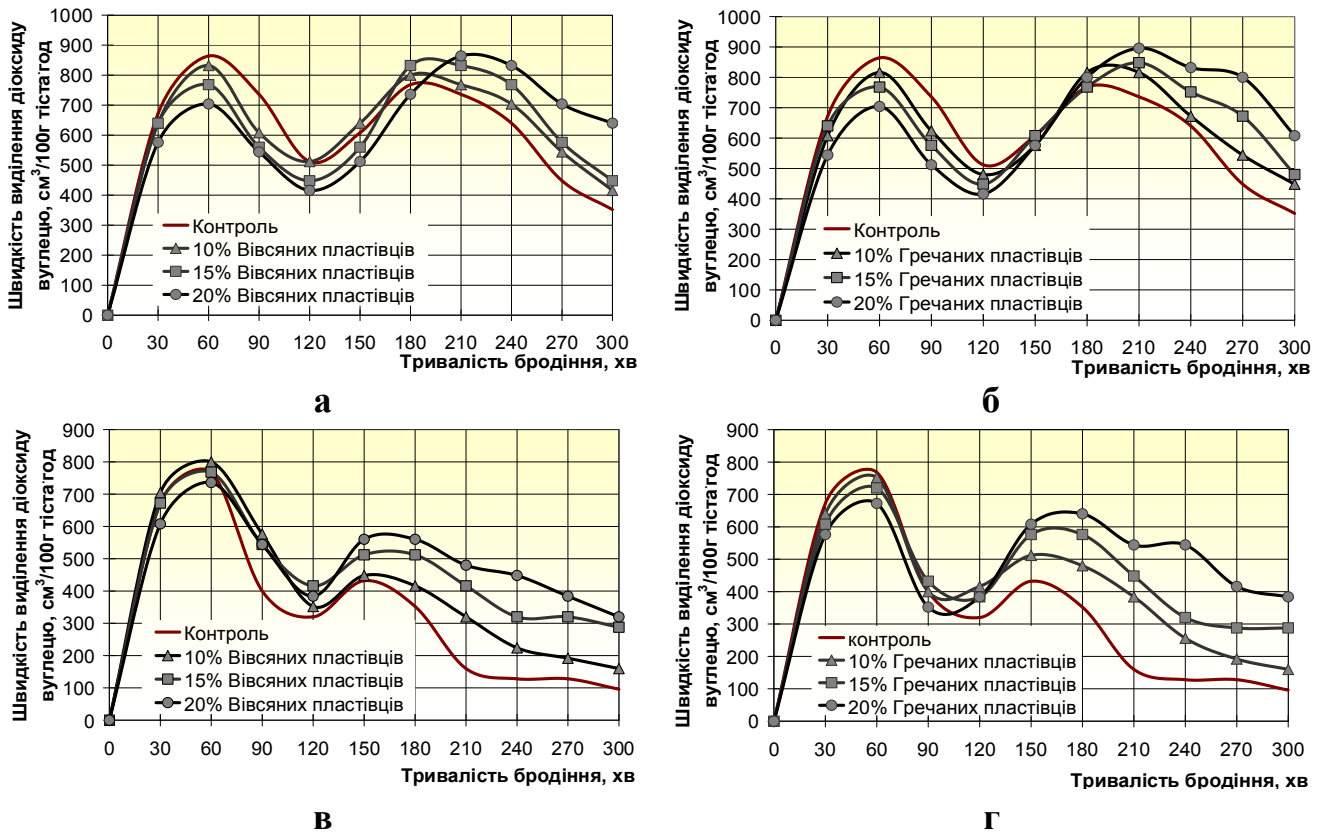 Швидкість виділення діоксиду
вуглецю, см³/100г тістагод
1000
900
800
700
600
500
400
300
200
100
0
Контроль
10% Вівсяних пластівців
15% Вівсяних пластівців
20% Вівсяних пластівців
0 30 60 90 120 150 180 210 240 270 300
Тривалість бродіння, хв
а
Швидкість виділення діоксиду
вуглецю, см³/100г тістагод
1000
900
800
700
600
500
400
300
200
100
0
Контроль
10% Гречаних пластівців
15% Гречаних пластівців
20% Гречаних пластівців
0 30 60 90 120 150 180 210 240 270 300
Тривалість бродіння, хв
б
Швидкість виділення діоксиду
вуглецю, см³/100г тістагод
900
800
700
600
500
400
300
200
100
0
Контроль
10% Вівсяних пластівців
15% Вівсяних пластівців
20% Вівсяних пластівців
0 30 60 90 120 150 180 210 240 270 300
Тривалість бродіння, хв
в
Швидкість виділення діоксиду
вуглецю, см³/100г тістагод
900
800
700
600
500
400
300
200
100
0
контроль
10% Гречаних пластівців
15% Гречаних пластівців
20% Гречаних пластівців
0 30 60 90 120 150 180 210 240 270 300
Тривалість бродіння, хв
г